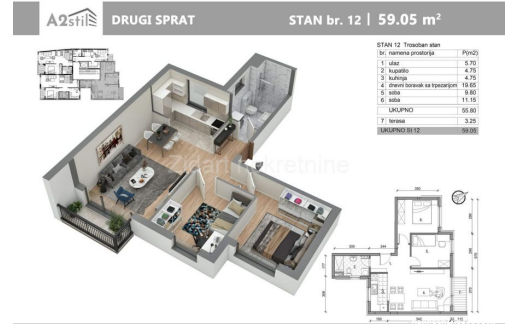 A2stil
DRUGI SPRAT
STAN br. 12 | 59.05 m²
STAN 12 Trosoban stan
br namena prostorija P(m2)
1 ulaz 5.70
2 kupatilo 4.75
3 kuhinja 4.75
4 dnevni boravak sa trpezarijom 19.65
5 soba 9.80
6 soba 11.15
UKUPNO 55.80
7 terasa 3.25
UKUPNO St 12 59.05
Zidart nekretnine